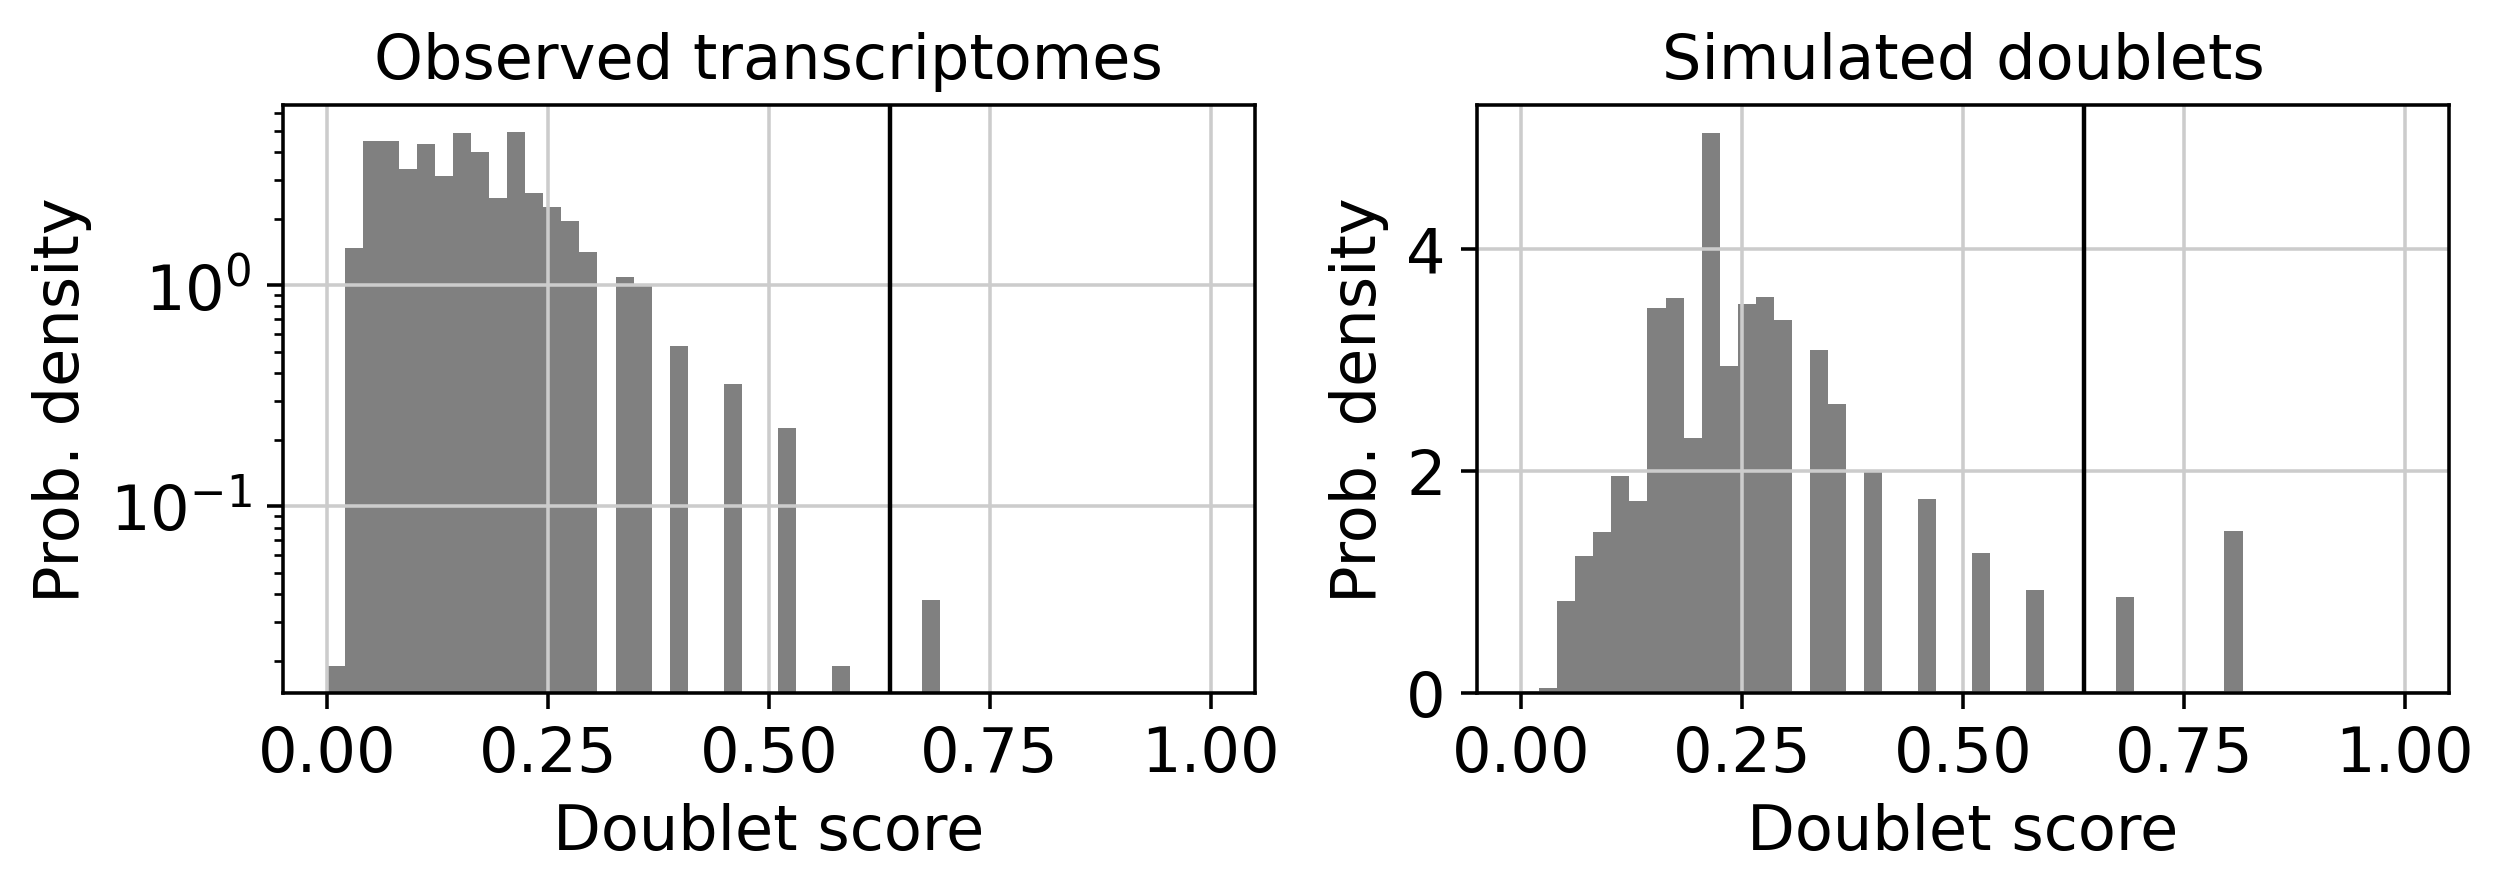 Observed transcriptomes
Prob. density
10⁰
10⁻¹
0.00 0.25 0.50 0.75 1.00
Doublet score
Simulated doublets
Prob. density
4
2
0
0.00 0.25 0.50 0.75 1.00
Doublet score